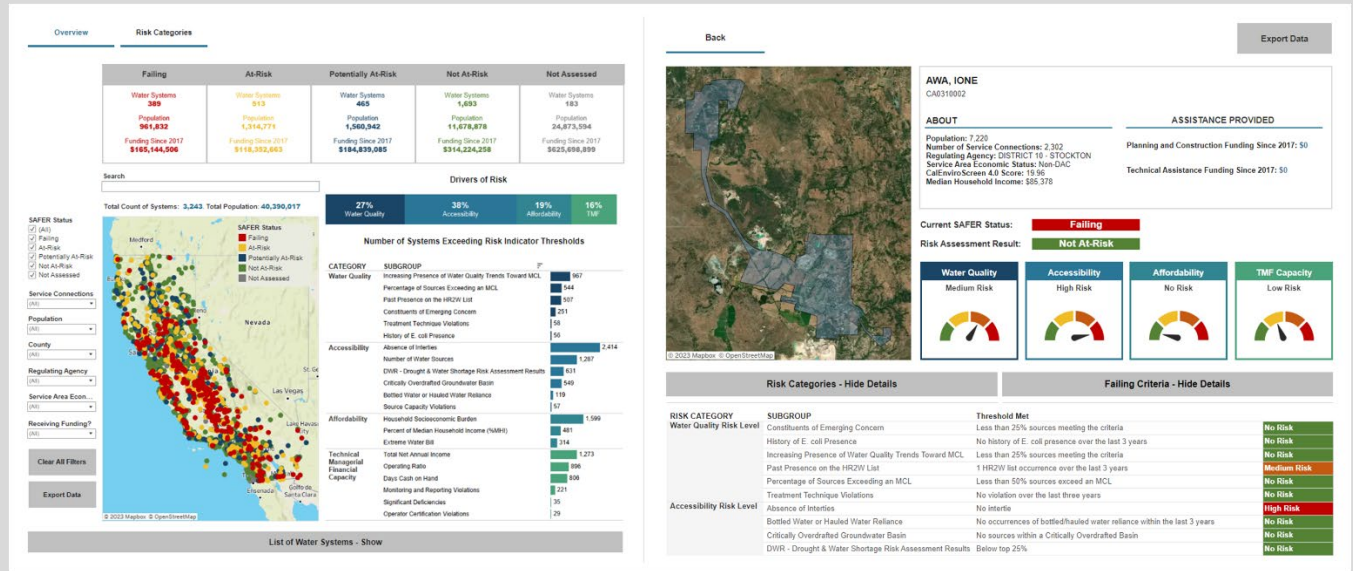 Overview
Risk Categories
Failing At-Risk Potentially At-Risk Not At-Risk Not Assessed
Water Systems Water Systems Water Systems Water Systems Water Systems
389 513 465 1,693 183
Population Population Population Population Population
961,832 1,314,771 1,560,942 11,678,878 24,873,594
Funding Since 2017 Funding Since 2017 Funding Since 2017 Funding Since 2017 Funding Since 2017
$165,144,506 $118,352,663 $184,839,085 $314,224,258 $625,698,899
Search
Total Count of Systems: 3,243. Total Population: 40,390,017
SAFER Status
(All)
Failing
At-Risk
Potentially At-Risk
Not At-Risk
Not Assessed
Service Connections
(All)
Population
(All)
County
(All)
Regulating Agency
(All)
Service Area Econ...
(All)
Receiving Funding?
(All)
Clear All Filters
Export Data
Medford
Nevada
Las Vegas
Ensenada
SAFER Status
Failing
At-Risk
Potentially At-Risk
Not At-Risk
Not Assessed
© 2023 Mapbox © OpenStreetMap
Drivers of Risk
27% 38% 19% 16%
Water Quality Accessibility Affordability TMF
Number of Systems Exceeding Risk Indicator Thresholds
CATEGORY SUBGROUP
Water Quality Increasing Presence of Water Quality Trends Toward MCL 967
Percentage of Sources Exceeding an MCL 544
Past Presence on the HR2W List 507
Constituents of Emerging Concern 251
Treatment Technique Violations 58
History of E. coli Presence 50
Accessibility Absence of Interties 2,414
Number of Water Sources 1,287
DWR - Drought & Water Shortage Risk Assessment Results 631
Critically Overdrafted Groundwater Basin 549
Bottled Water or Hauled Water Reliance 119
Source Capacity Violations 57
Affordability Household Socioeconomic Burden 1,599
Percent of Median Household Income (%MHI) 481
Extreme Water Bill 314
Technical Managerial Financial Capacity Total Net Annual Income 1,273
Operating Ratio 896
Days Cash on Hand 808
Monitoring and Reporting Violations 221
Significant Deficiencies 35
Operator Certification Violations 29
List of Water Systems - Show
Back
Export Data
© 2023 Mapbox © OpenStreetMap
AWA, IONE
CA0310002
ABOUT
Population: 7,220
Number of Service Connections: 2,302
Regulating Agency: DISTRICT 10 - STOCKTON
Service Area Economic Status: Non-DAC
CalEnviroScreen 4.0 Score: 19.96
Median Household Income: $85,378
ASSISTANCE PROVIDED
Planning and Construction Funding Since 2017: $0
Technical Assistance Funding Since 2017: $0
Current SAFER Status: Failing
Risk Assessment Result: Not At-Risk
Water Quality Accessibility Affordability TMF Capacity
Medium Risk High Risk No Risk Low Risk
Risk Categories - Hide Details
Failing Criteria - Hide Details
RISK CATEGORY SUBGROUP Threshold Met
Water Quality Risk Level Constituents of Emerging Concern Less than 25% sources meeting the criteria No Risk
History of E. coli Presence No history of E. coli presence over the last 3 years No Risk
Increasing Presence of Water Quality Trends Toward MCL Less than 25% sources meeting the criteria No Risk
Past Presence on the HR2W List 1 HR2W list occurrence over the last 3 years Medium Risk
Percentage of Sources Exceeding an MCL Less than 50% sources exceed an MCL No Risk
Treatment Technique Violations No violation over the last three years No Risk
Accessibility Risk Level Absence of Interties No intertie High Risk
Bottled Water or Hauled Water Reliance No occurrences of bottled/hauled water reliance within the last 3 years No Risk
Critically Overdrafted Groundwater Basin No sources within a Critically Overdrafted Basin No Risk
DWR - Drought & Water Shortage Risk Assessment Results Below top 25% No Risk